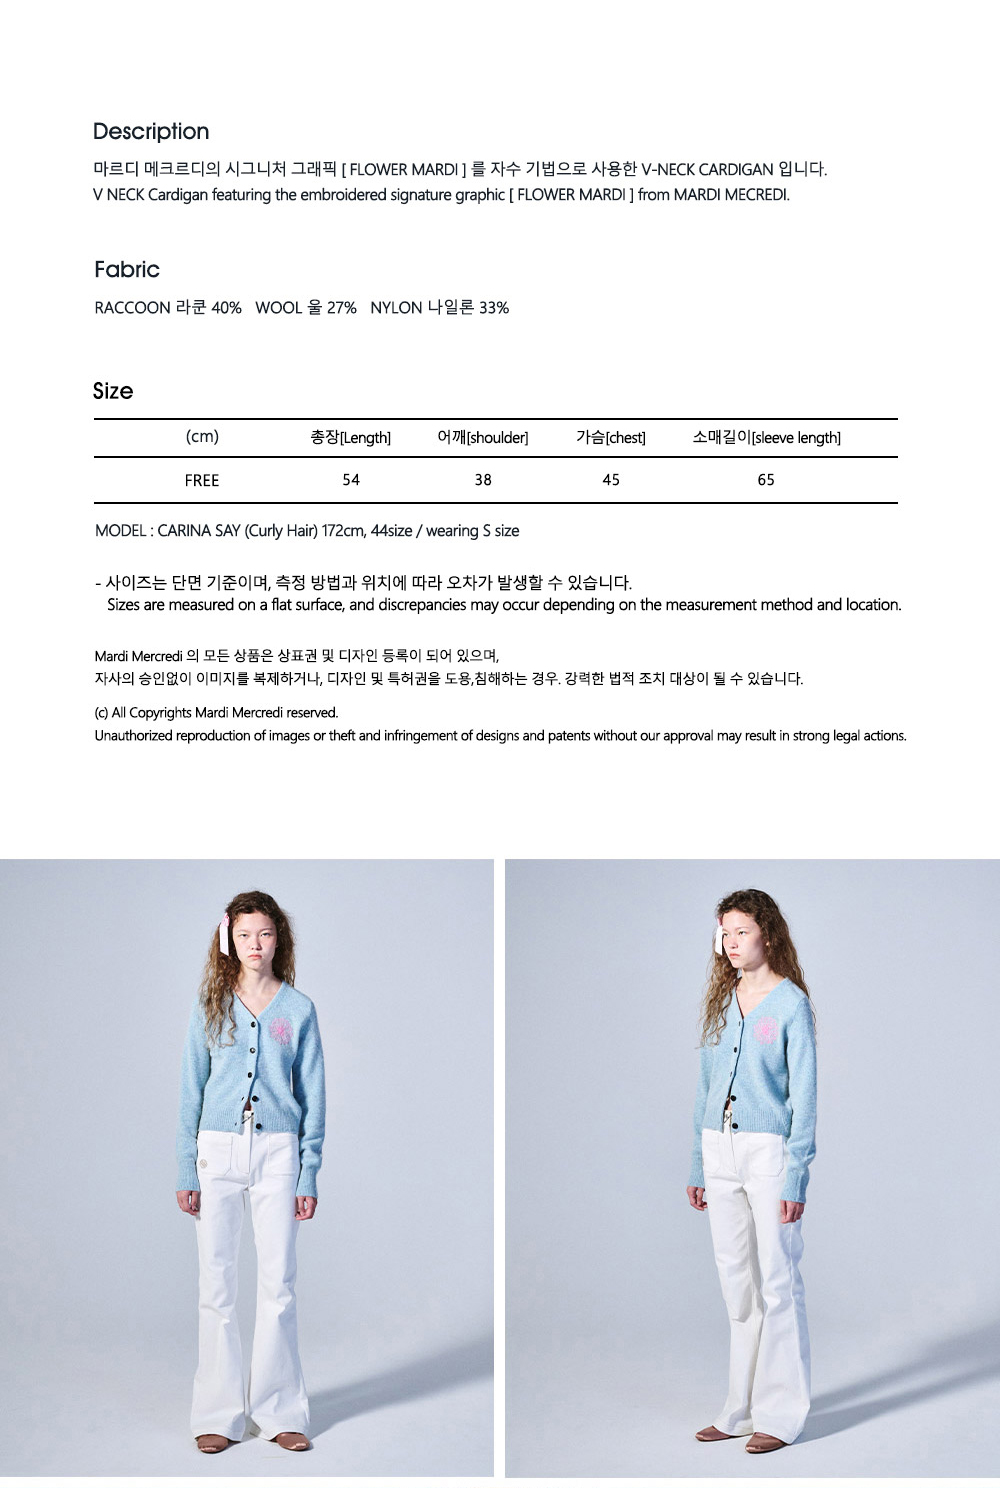 Description
마르디 메크르디의 시그니처 그래픽 [ FLOWER MARDI ] 를 자수 기법으로 사용한 V-NECK CARDIGAN 입니다.
V NECK Cardigan featuring the embroidered signature graphic [ FLOWER MARDI ] from MARDI MECREDI.
Fabric
RACCOON 라쿤 40% WOOL 울 27% NYLON 나일론 33%
Size
(cm) 총장[Length] 어깨[shoulder] 가슴[chest] 소매길이[sleeve length]
FREE 54 38 45 65
MODEL : CARINA SAY (Curly Hair) 172cm, 44size / wearing S size
- 사이즈는 단면 기준이며, 측정 방법과 위치에 따라 오차가 발생할 수 있습니다.
Sizes are measured on a flat surface, and discrepancies may occur depending on the measurement method and location.
Mardi Mercredi 의 모든 상품은 상표권 및 디자인 등록이 되어 있으며,
자사의 승인없이 이미지를 복제하거나, 디자인 및 특허권을 도용,침해하는 경우. 강력한 법적 조치 대상이 될 수 있습니다.
(c) All Copyrights Mardi Mercredi reserved.
Unauthorized reproduction of images or theft and infringement of designs and patents without our approval may result in strong legal actions.